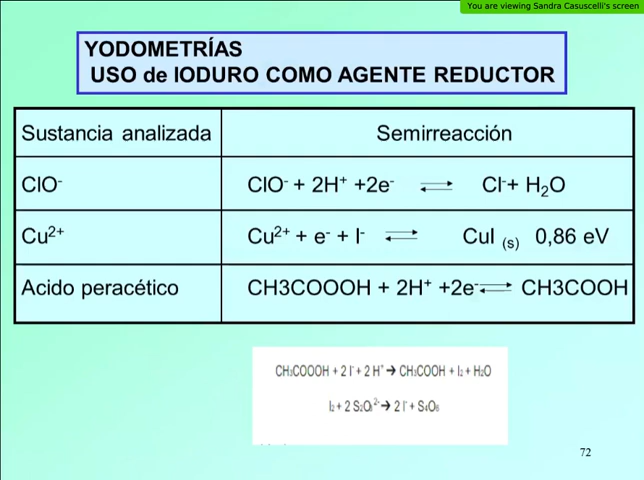 You are viewing Sandra Casuscelli's screen
YODOMETRÍAS
USO de IODURO COMO AGENTE REDUCTOR
Sustancia analizada Semirreacción
ClO⁻ ClO⁻ + 2H⁺ +2e⁻ ⇌ Cl⁻+ H₂O
Cu²⁺ Cu²⁺ + e⁻ + I⁻ ⇌ CuI ₍s₎ 0,86 eV
Acido peracético CH3COOOH + 2H⁺ +2e⁻⇌ CH3COOH
CH₃COOOH + 2 I⁻ + 2 H⁺ → CH₃COOH + I₂ + H₂O
I₂ + 2 S₂O₃²⁻→ 2 I⁻ + S₄O₆
72